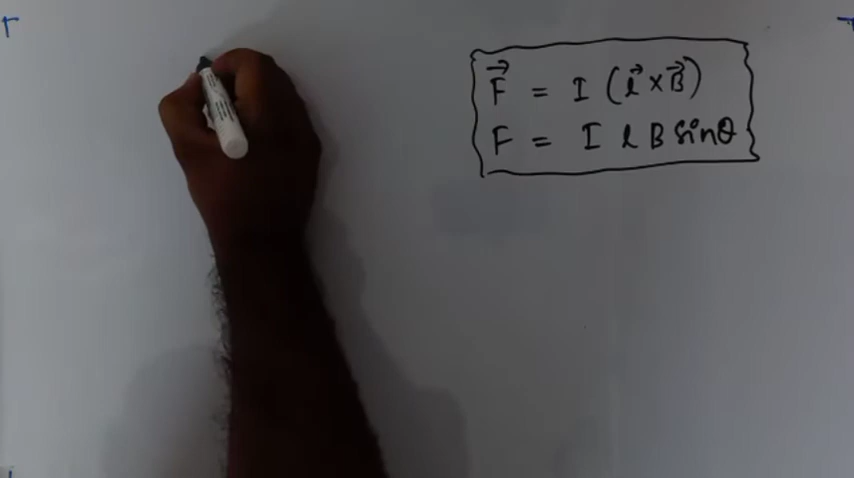 F⃗ = I (l⃗ × B⃗)
F = I l B sinθ